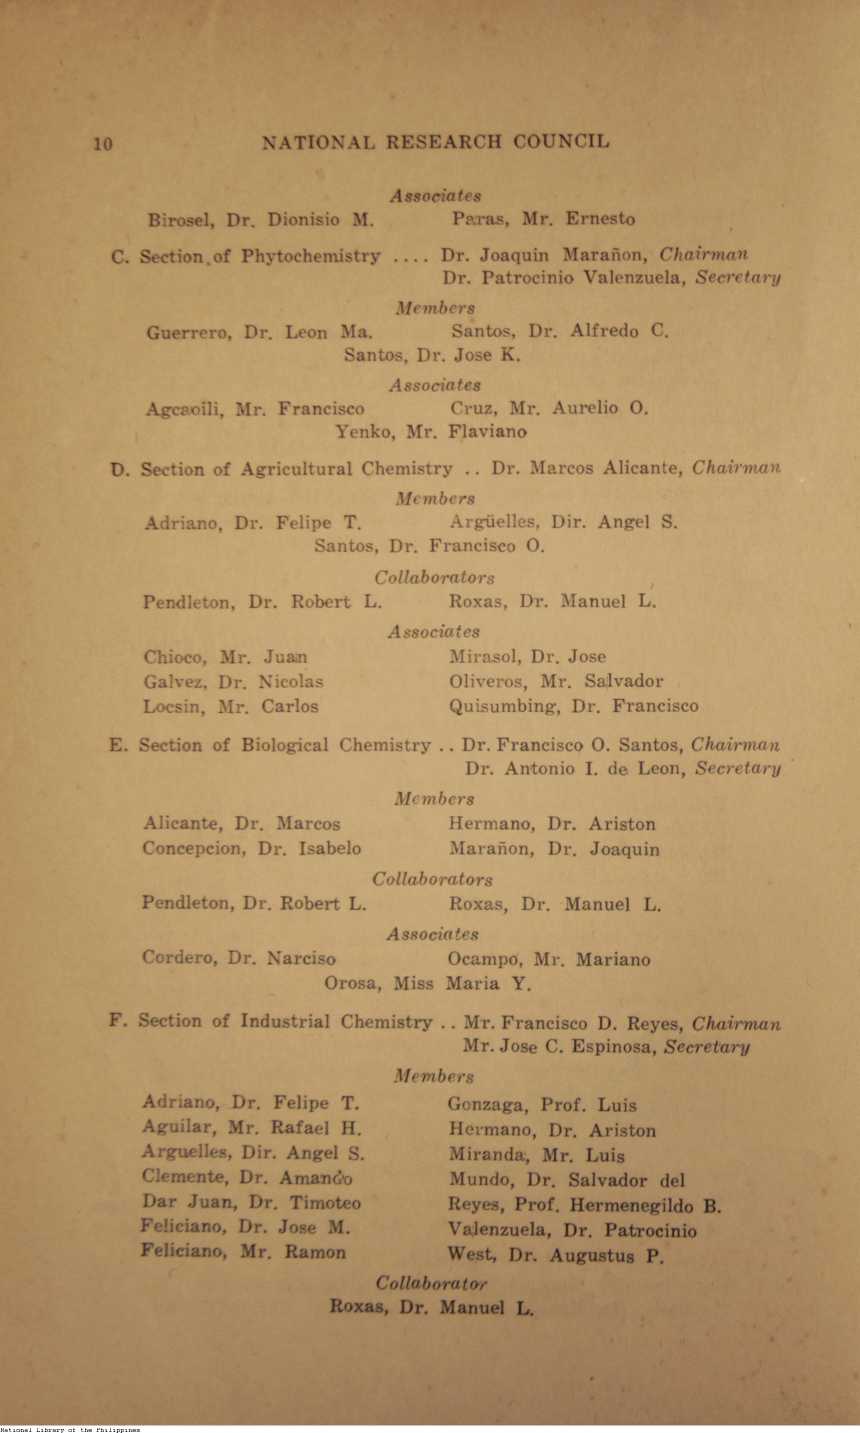 10 NATIONAL RESEARCH COUNCIL
Associates
Birosel, Dr. Dionisio M. Paras, Mr. Ernesto
C. Section of Phytochemistry .... Dr. Joaquin Marañon, Chairman
Dr. Patrocinio Valenzuela, Secretary
Members
Guerrero, Dr. Leon Ma. Santos, Dr. Alfredo C.
Santos, Dr. Jose K.
Associates
Agcaoili, Mr. Francisco Cruz, Mr. Aurelio O.
Yenko, Mr. Flaviano
D. Section of Agricultural Chemistry .. Dr. Marcos Alicante, Chairman
Members
Adriano, Dr. Felipe T. Argüelles, Dir. Angel S.
Santos, Dr. Francisco O.
Collaborators
Pendleton, Dr. Robert L. Roxas, Dr. Manuel L.
Associates
Chioco, Mr. Juan Mirasol, Dr. Jose
Galvez, Dr. Nicolas Oliveros, Mr. Salvador
Locsin, Mr. Carlos Quisumbing, Dr. Francisco
E. Section of Biological Chemistry .. Dr. Francisco O. Santos, Chairman
Dr. Antonio I. de Leon, Secretary
Members
Alicante, Dr. Marcos Hermano, Dr. Ariston
Concepcion, Dr. Isabelo Marañon, Dr. Joaquin
Collaborators
Pendleton, Dr. Robert L. Roxas, Dr. Manuel L.
Associates
Cordero, Dr. Narciso Ocampo, Mr. Mariano
Orosa, Miss Maria Y.
F. Section of Industrial Chemistry .. Mr. Francisco D. Reyes, Chairman
Mr. Jose C. Espinosa, Secretary
Members
Adriano, Dr. Felipe T. Gonzaga, Prof. Luis
Aguilar, Mr. Rafael H. Hermano, Dr. Ariston
Arguelles, Dir. Angel S. Miranda, Mr. Luis
Clemente, Dr. Amando Mundo, Dr. Salvador del
Dar Juan, Dr. Timoteo Reyes, Prof. Hermenegildo B.
Feliciano, Dr. Jose M. Valenzuela, Dr. Patrocinio
Feliciano, Mr. Ramon West, Dr. Augustus P.
Collaborator
Roxas, Dr. Manuel L.
National Library of the Philippines